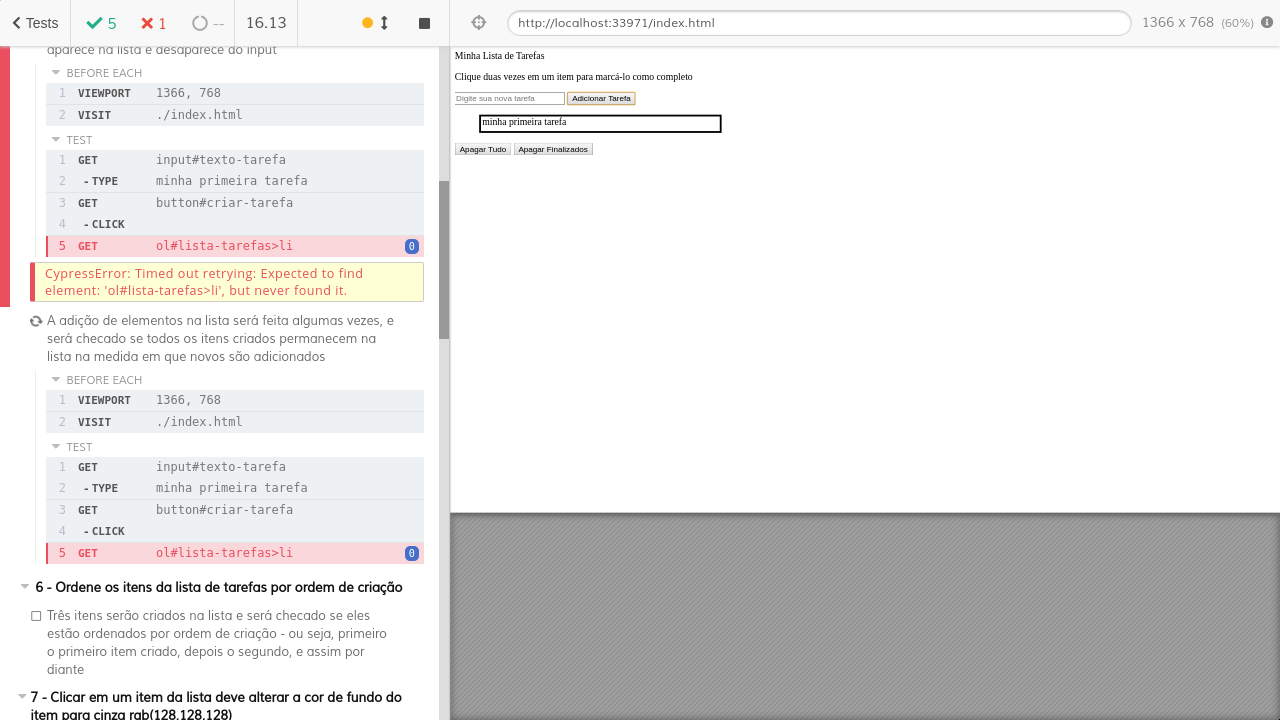 Tests
5
1
--
16.13
http://localhost:33971/index.html
1366 x 768 (60%)
aparece na lista e desaparece do input
BEFORE EACH
1 VIEWPORT 1366, 768
2 VISIT ./index.html
TEST
1 GET input#texto-tarefa
2 - TYPE minha primeira tarefa
3 GET button#criar-tarefa
4 - CLICK
5 GET ol#lista-tarefas>li 0
CypressError: Timed out retrying: Expected to find
element: 'ol#lista-tarefas>li', but never found it.
A adição de elementos na lista será feita algumas vezes, e
será checado se todos os itens criados permanecem na
lista na medida em que novos são adicionados
BEFORE EACH
1 VIEWPORT 1366, 768
2 VISIT ./index.html
TEST
1 GET input#texto-tarefa
2 - TYPE minha primeira tarefa
3 GET button#criar-tarefa
4 - CLICK
5 GET ol#lista-tarefas>li 0
6 - Ordene os itens da lista de tarefas por ordem de criação
Três itens serão criados na lista e será checado se eles
estão ordenados por ordem de criação - ou seja, primeiro
o primeiro item criado, depois o segundo, e assim por
diante
7 - Clicar em um item da lista deve alterar a cor de fundo do
item para cinza rgb(128,128,128)
Minha Lista de Tarefas
Clique duas vezes em um item para marcá-lo como completo
Digite sua nova tarefa Adicionar Tarefa
minha primeira tarefa
Apagar Tudo Apagar Finalizados